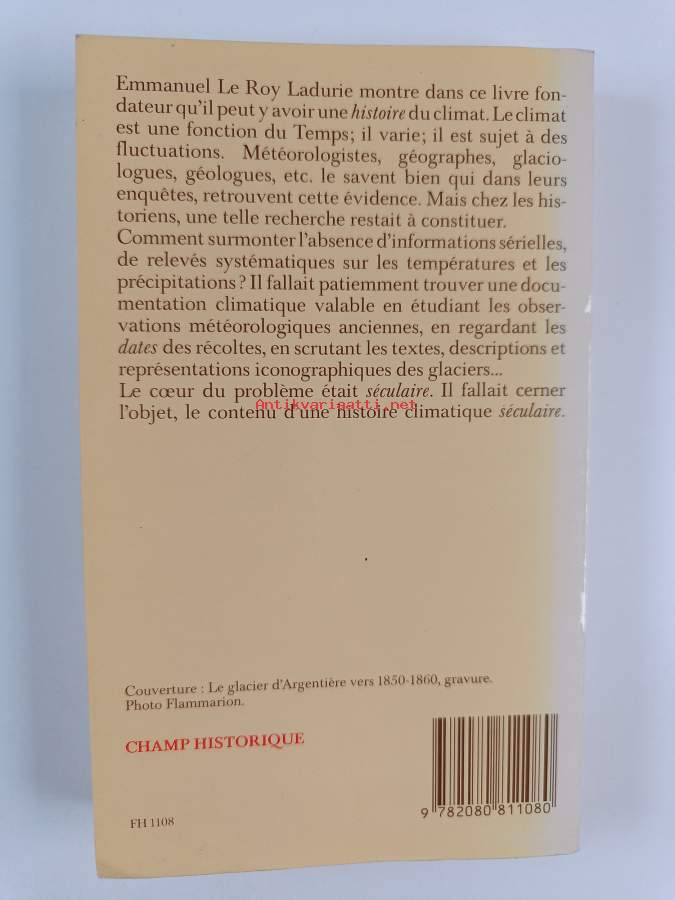 Emmanuel Le Roy Ladurie montre dans ce livre fon-
dateur qu'il peut y avoir une histoire du climat. Le climat
est une fonction du Temps; il varie; il est sujet à des
fluctuations. Météorologistes, géographes, glacio-
logues, géologues, etc. le savent bien qui dans leurs
enquêtes, retrouvent cette évidence. Mais chez les his-
toriens, une telle recherche restait à constituer.
Comment surmonter l'absence d'informations sérielles,
de relevés systématiques sur les températures et les
précipitations? Il fallait patiemment trouver une docu-
mentation climatique valable en étudiant les obser-
vations météorologiques anciennes, en regardant les
dates des récoltes, en scrutant les textes, descriptions et
représentations iconographiques des glaciers...
Le cœur du problème était séculaire. Il fallait cerner
Antikvariaatti.net
l'objet, le contenu d'une histoire climatique séculaire.
Couverture : Le glacier d'Argentière vers 1850-1860, gravure.
Photo Flammarion.
CHAMP HISTORIQUE
FH 1108
9 782080 811080